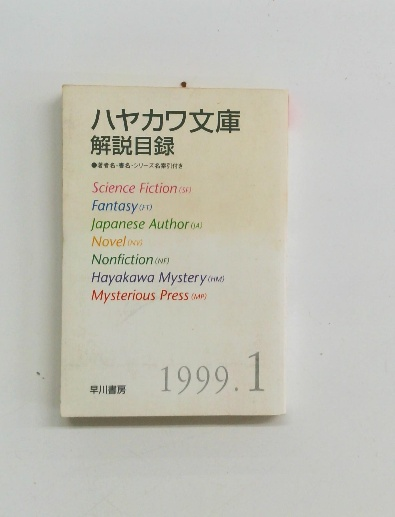 ハヤカワ文庫
解説目録
●著者名・書名・シリーズ名索引付き
Science Fiction(SF)
Fantasy(FT)
Japanese Author(JA)
Novel(NV)
Nonfiction(NF)
Hayakawa Mystery(HM)
Mysterious Press(MP)
早川書房 1999.1